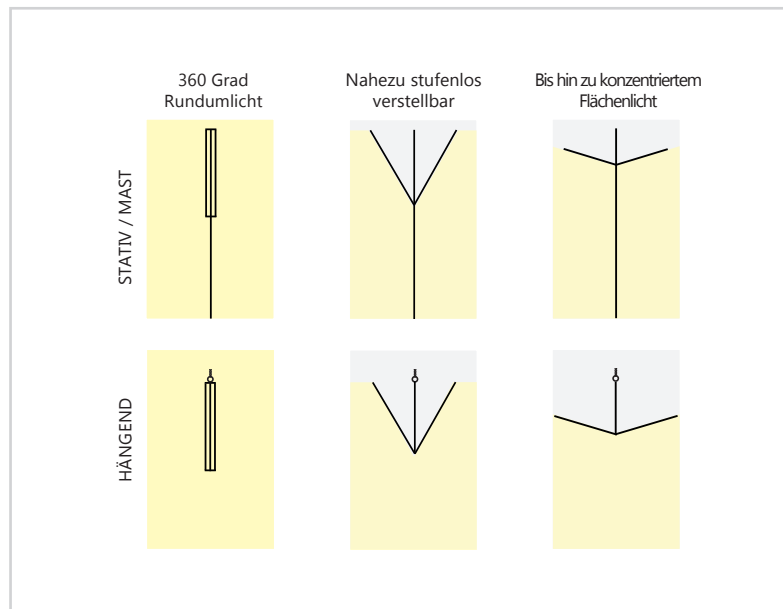 360 Grad
Rundumlicht
Nahezu stufenlos
verstellbar
Bis hin zu konzentriertem
Flächenlicht
STATIV / MAST
HÄNGEND